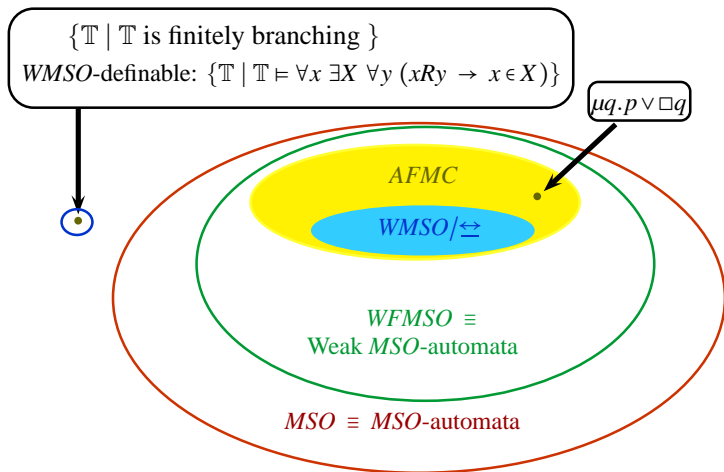 {𝕋 | 𝕋 is finitely branching }
WMSO-definable: {𝕋 | 𝕋 ⊨ ∀x ∃X ∀y (xRy → x ∈ X)}
μq.p ∨ □q
AFMC
WMSO/↔
WFMSO ≡
Weak MSO-automata
MSO ≡ MSO-automata